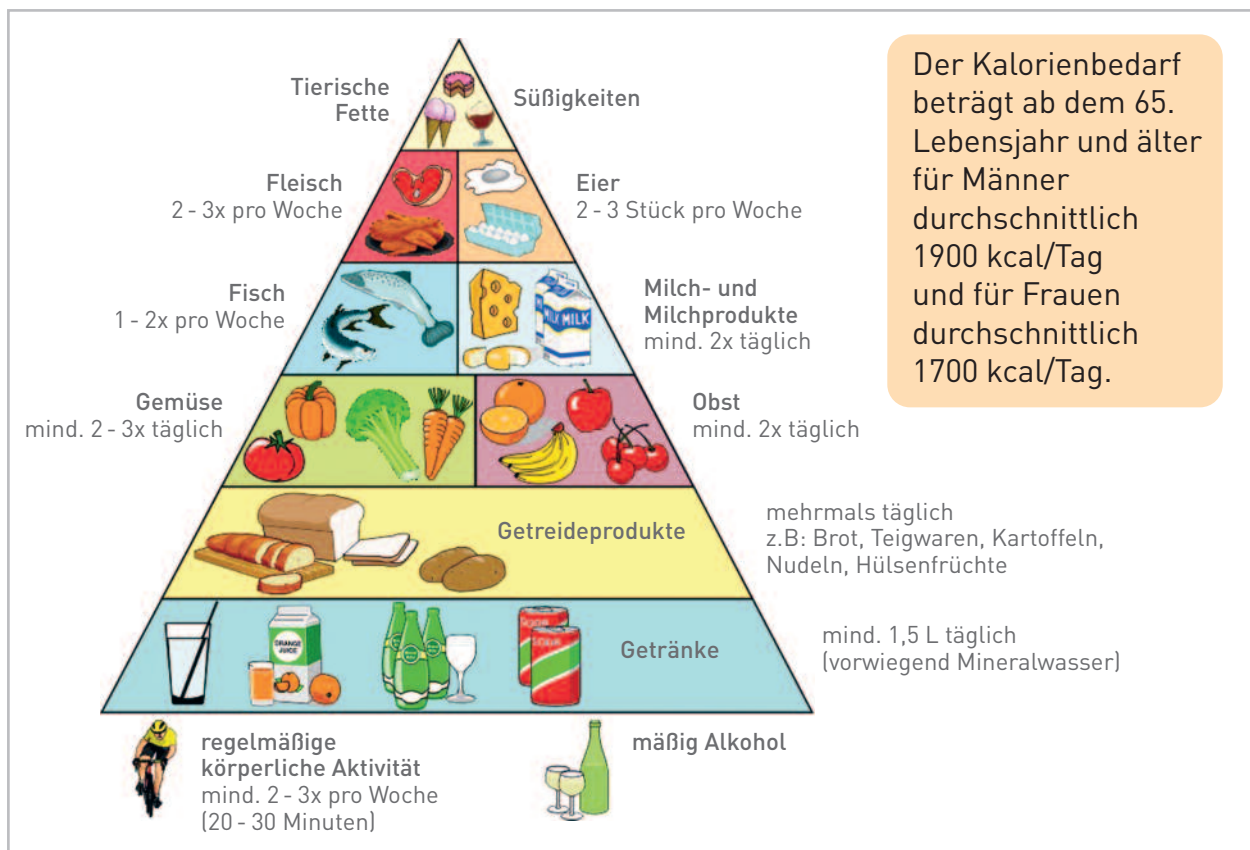 Tierische
Fette
Süßigkeiten
Der Kalorienbedarf
beträgt ab dem 65.
Lebensjahr und älter
für Männer
durchschnittlich
1900 kcal/Tag
und für Frauen
durchschnittlich
1700 kcal/Tag.
Fleisch
2 - 3x pro Woche
Eier
2 - 3 Stück pro Woche
Fisch
1 - 2x pro Woche
Milch- und
Milchprodukte
mind. 2x täglich
MILK MILK
Gemüse
mind. 2 - 3x täglich
Obst
mind. 2x täglich
Getreideprodukte
mehrmals täglich
z.B: Brot, Teigwaren, Kartoffeln,
Nudeln, Hülsenfrüchte
ORANGE
JUICE
Getränke
mind. 1,5 L täglich
(vorwiegend Mineralwasser)
regelmäßige
körperliche Aktivität
mind. 2 - 3x pro Woche
(20 - 30 Minuten)
mäßig Alkohol